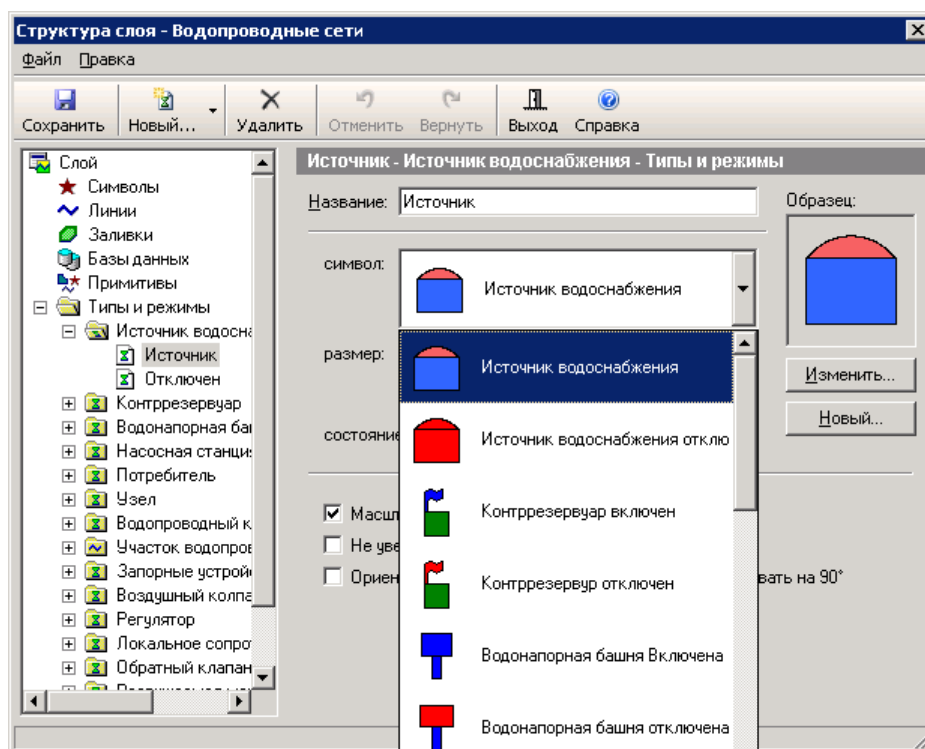 Структура слоя - Водопроводные сети
Файл Правка
Сохранить Новый... Удалить Отменить Вернуть Выход Справка
Слой
Символы
Линии
Заливки
Базы данных
Примитивы
Типы и режимы
Источник водосна
Источник
Отключен
Контррезервуар
Водонапорная ба
Насосная станци
Потребитель
Узел
Водопроводный к
Участок водопров
Запорные устрой
Воздушный колпа
Регулятор
Локальное сопро
Обратный клапан
Источник - Источник водоснабжения - Типы и режимы
Название: Источник
Образец:
символ: Источник водоснабжения
размер:
состояние
Источник водоснабжения
Источник водоснабжения отклю
Контррезервуар включен
Контррезервур отключен
Водонапорная башня Включена
Водонапорная башня отключена
Изменить...
Новый...
Масшт
Не уве
Ориен
вать на 90°